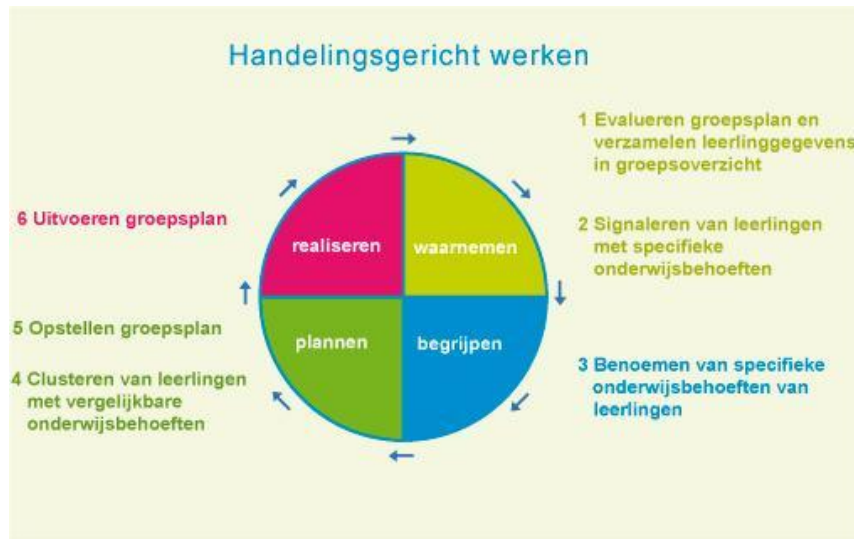 Handelingsgericht werken
1 Evalueren groepsplan en
verzamelen leerlinggegevens
in groepsoverzicht
2 Signaleren van leerlingen
met specifieke
onderwijsbehoeften
3 Benoemen van specifieke
onderwijsbehoeften van
leerlingen
4 Clusteren van leerlingen
met vergelijkbare
onderwijsbehoeften
5 Opstellen groepsplan
6 Uitvoeren groepsplan
realiseren
waarnemen
plannen
begrijpen